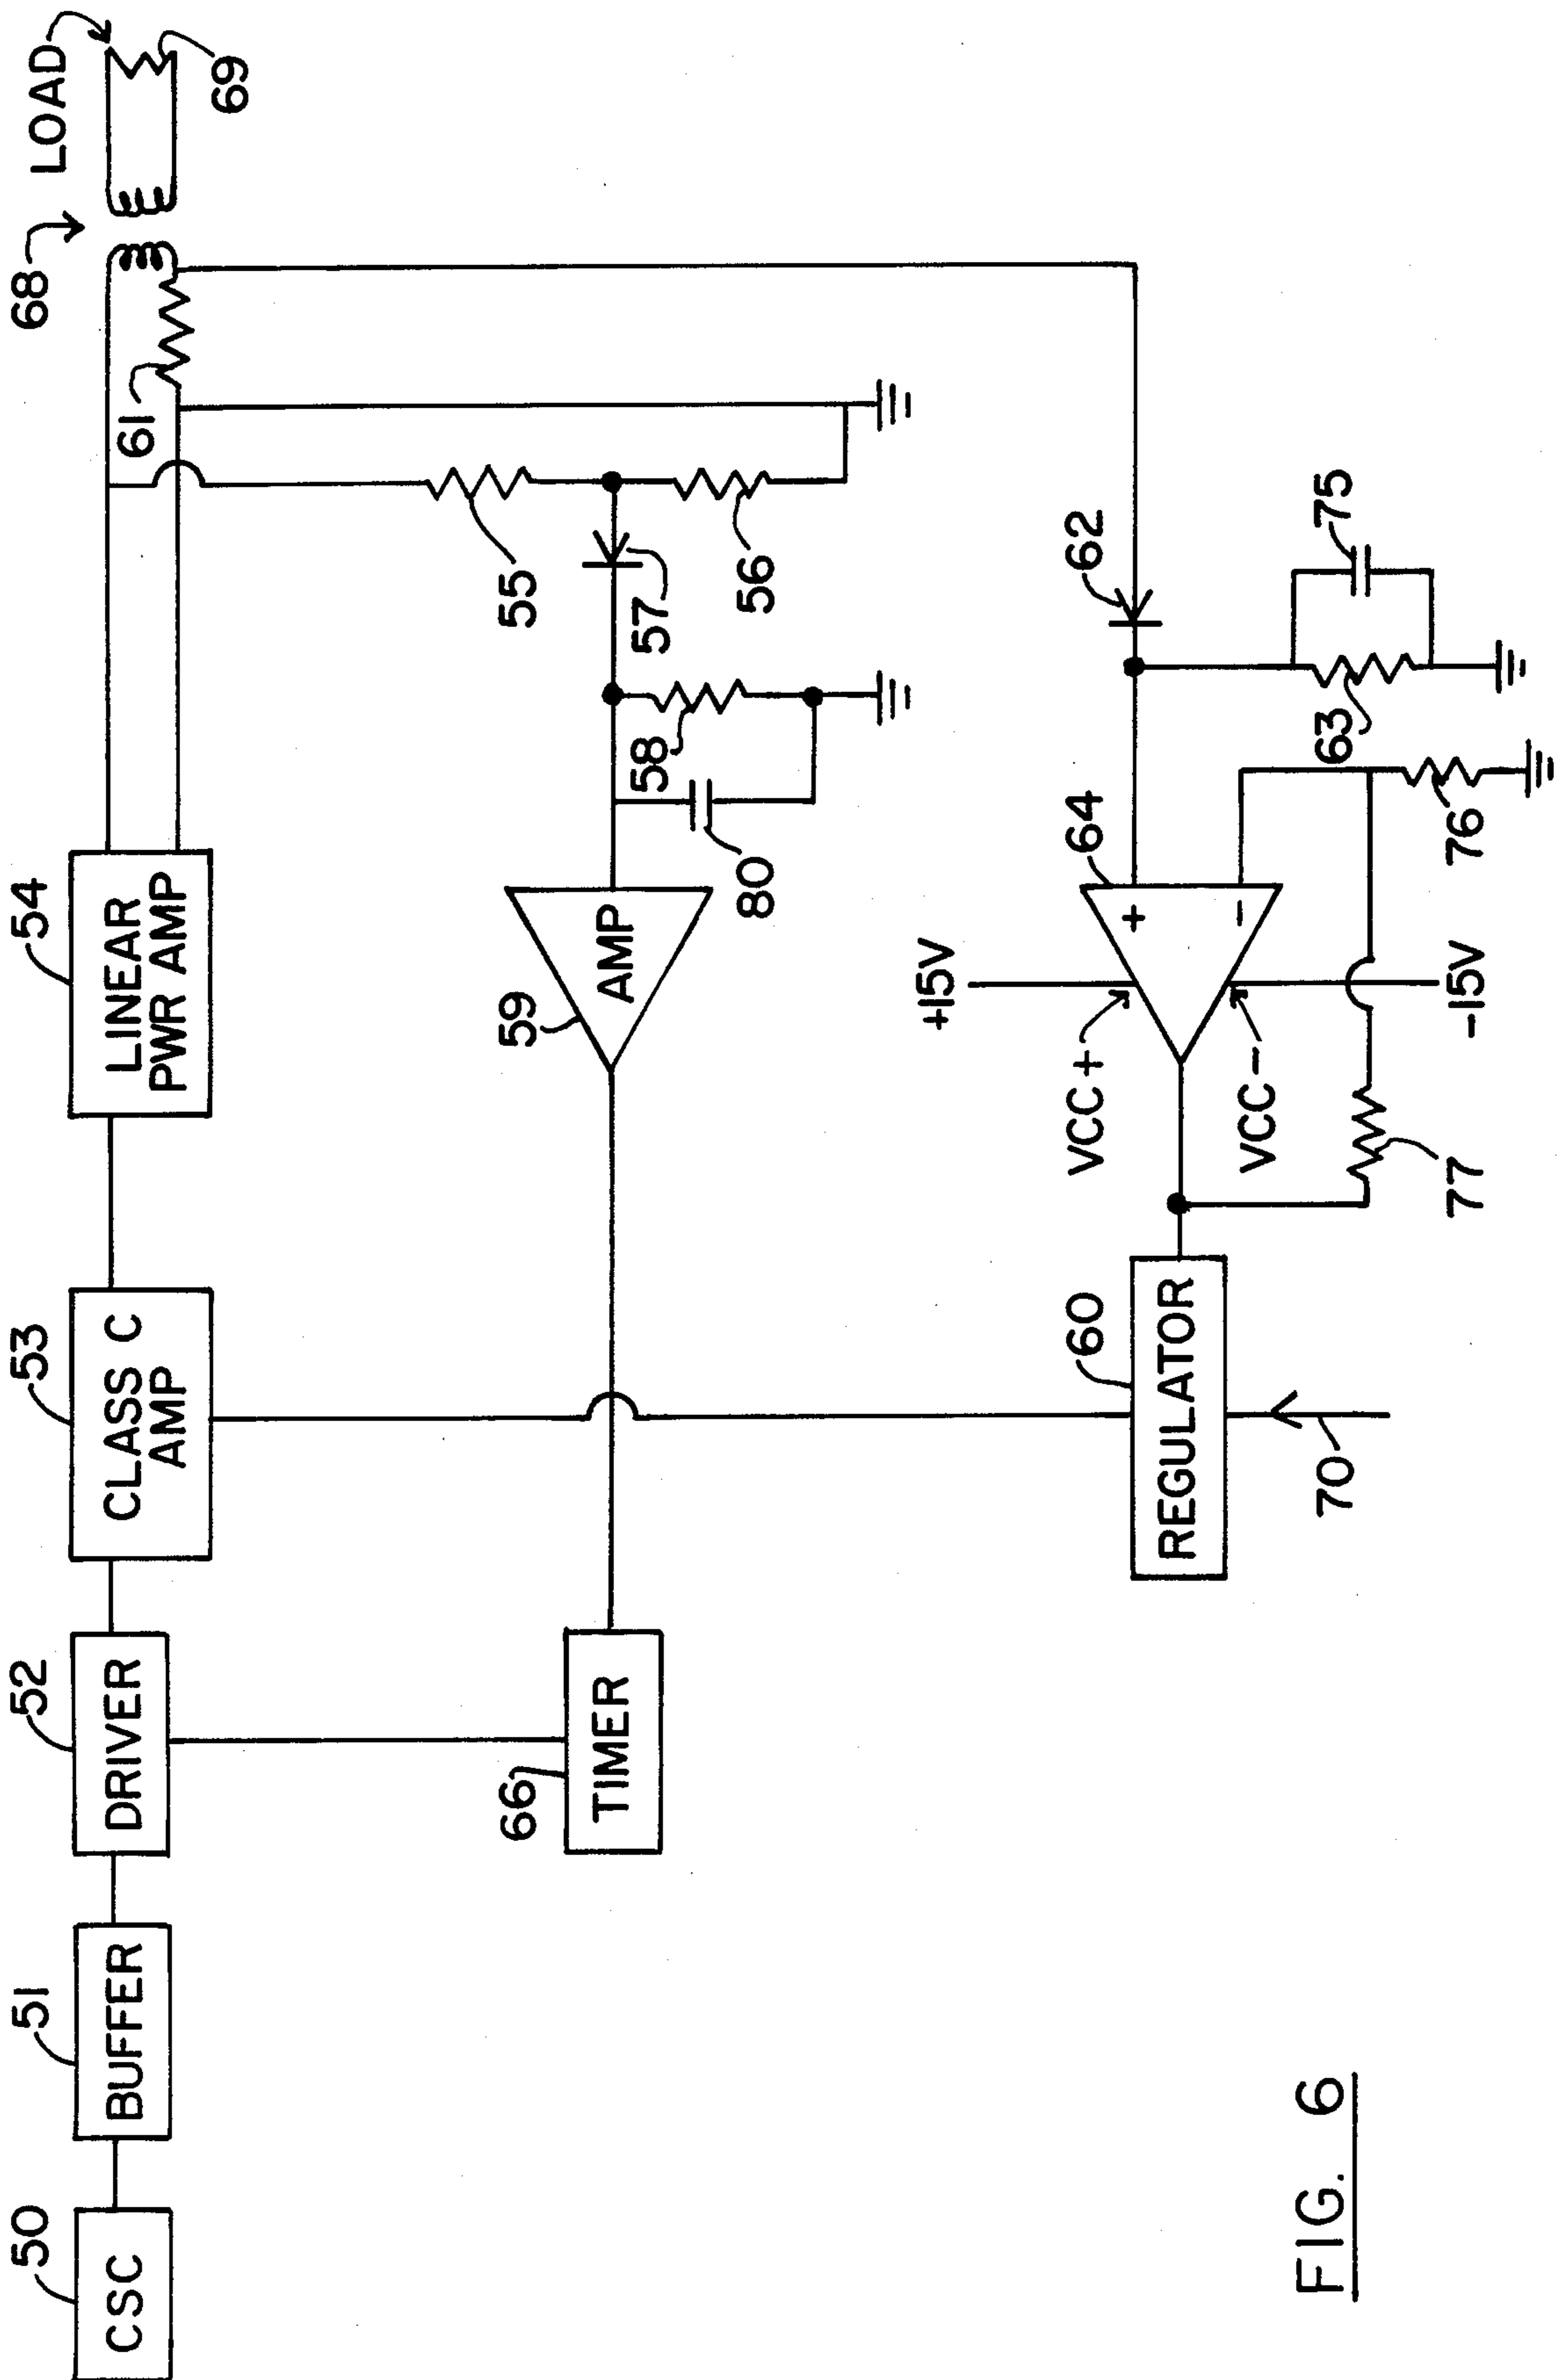 50
CSC
51
BUFFER
52
DRIVER
53
CLASS C
AMP
54
LINEAR
PWR AMP
61
68
LOAD
69
66
TIMER
59
AMP
80
58
57
55
56
60
REGULATOR
70
VCC+
VCC-
+15V
-15V
64
+
-
62
77
76
63
75
FIG. 6